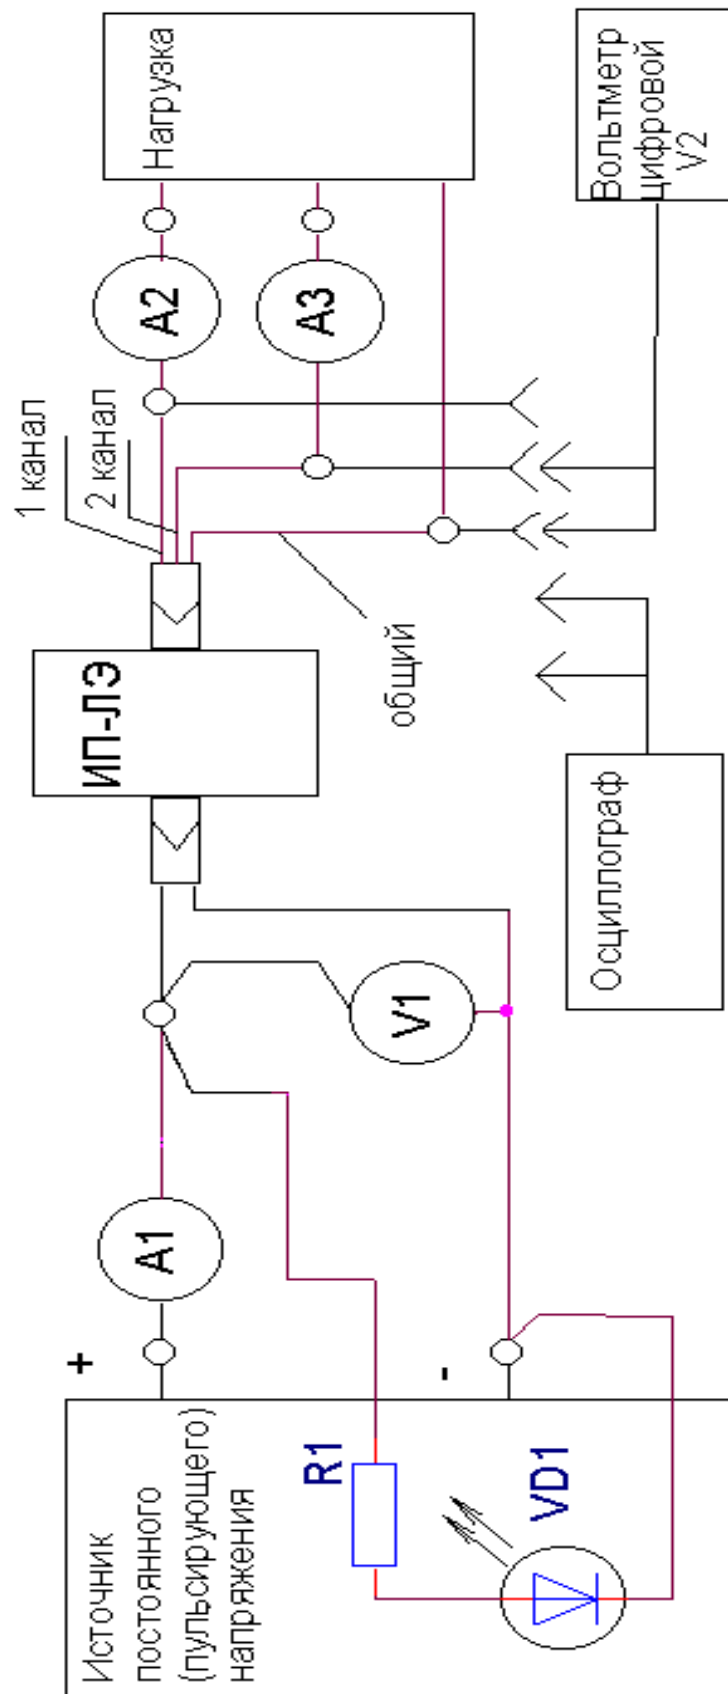 Источник
постоянного
(пульсирующего)
напряжения
+
-
R1
VD1
A1
V1
ИП-ЛЭ
1 канал
2 канал
общий
A2
A3
Нагрузка
Осциллограф
Вольтметр
цифровой
V2